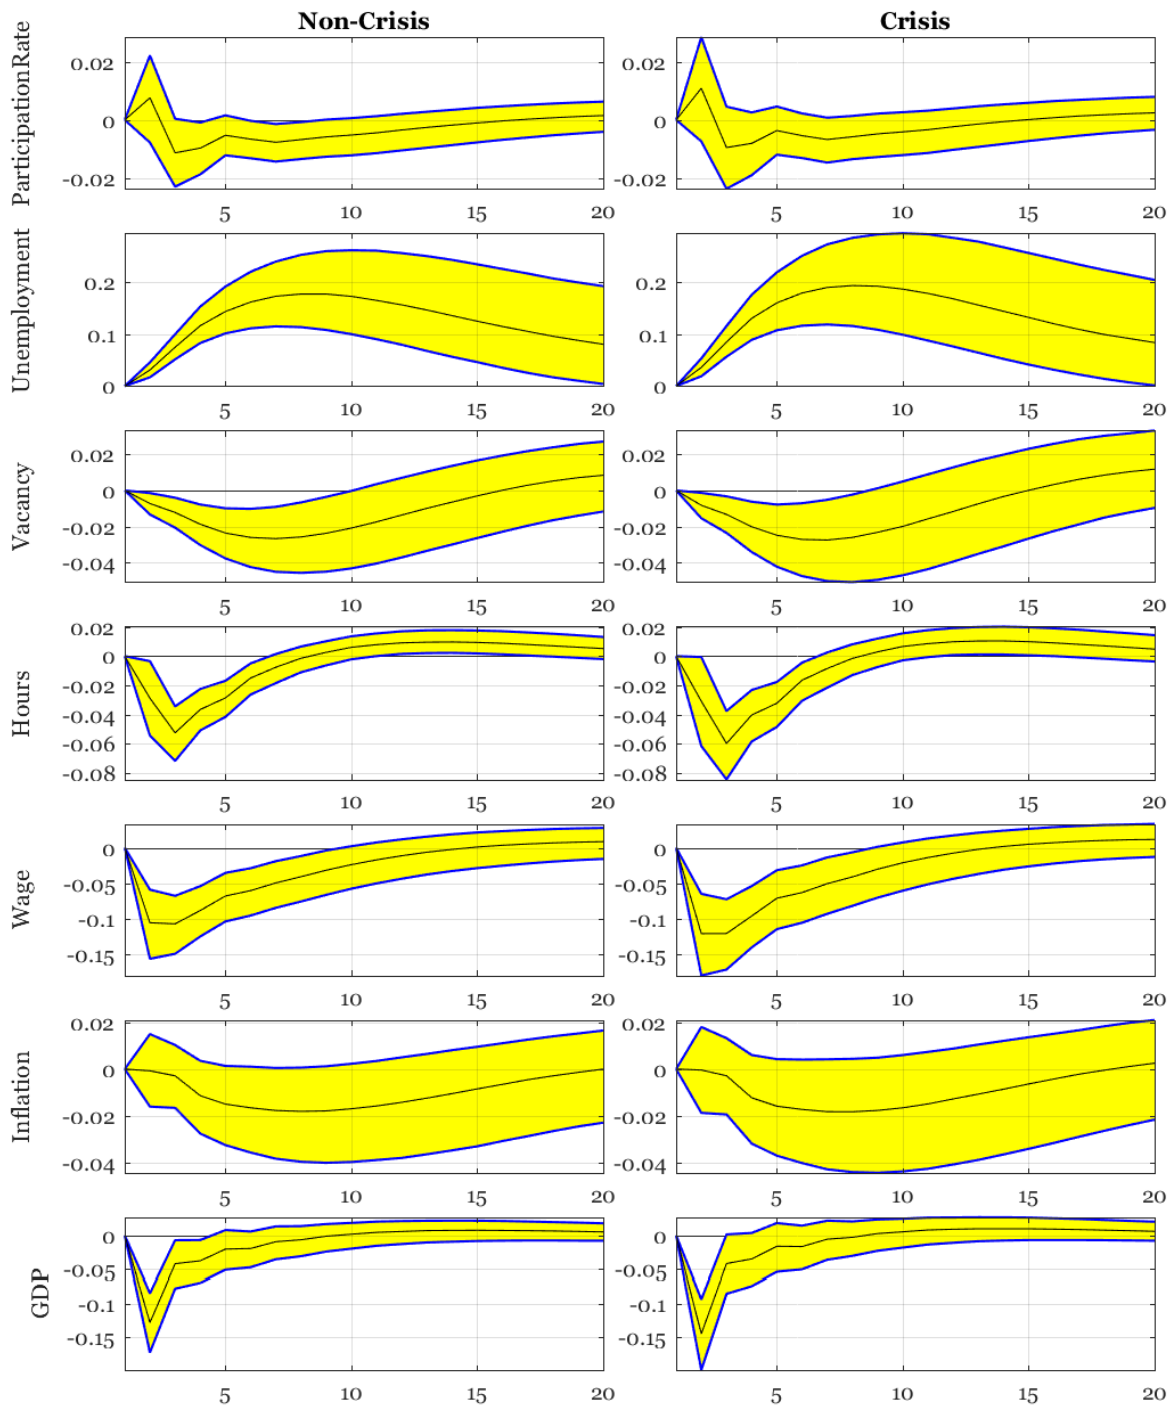 Non-Crisis Crisis
ParticipationRate
0.02 0.02
0 0
-0.02 -0.02
5 10 15 20 5 10 15 20
Unemployment
0.2 0.2
0.1 0.1
0 0
5 10 15 20 5 10 15 20
Vacancy
0.02 0.02
0 0
-0.02 -0.02
-0.04 -0.04
5 10 15 20 5 10 15 20
Hours
0.02 0.02
0 0
-0.02 -0.02
-0.04 -0.04
-0.06 -0.06
-0.08 -0.08
5 10 15 20 5 10 15 20
Wage
0 0
-0.05 -0.05
-0.1 -0.1
-0.15 -0.15
5 10 15 20 5 10 15 20
Inflation
0.02 0.02
0 0
-0.02 -0.02
-0.04 -0.04
5 10 15 20 5 10 15 20
GDP
0 0
-0.05 -0.05
-0.1 -0.1
-0.15 -0.15
5 10 15 20 5 10 15 20